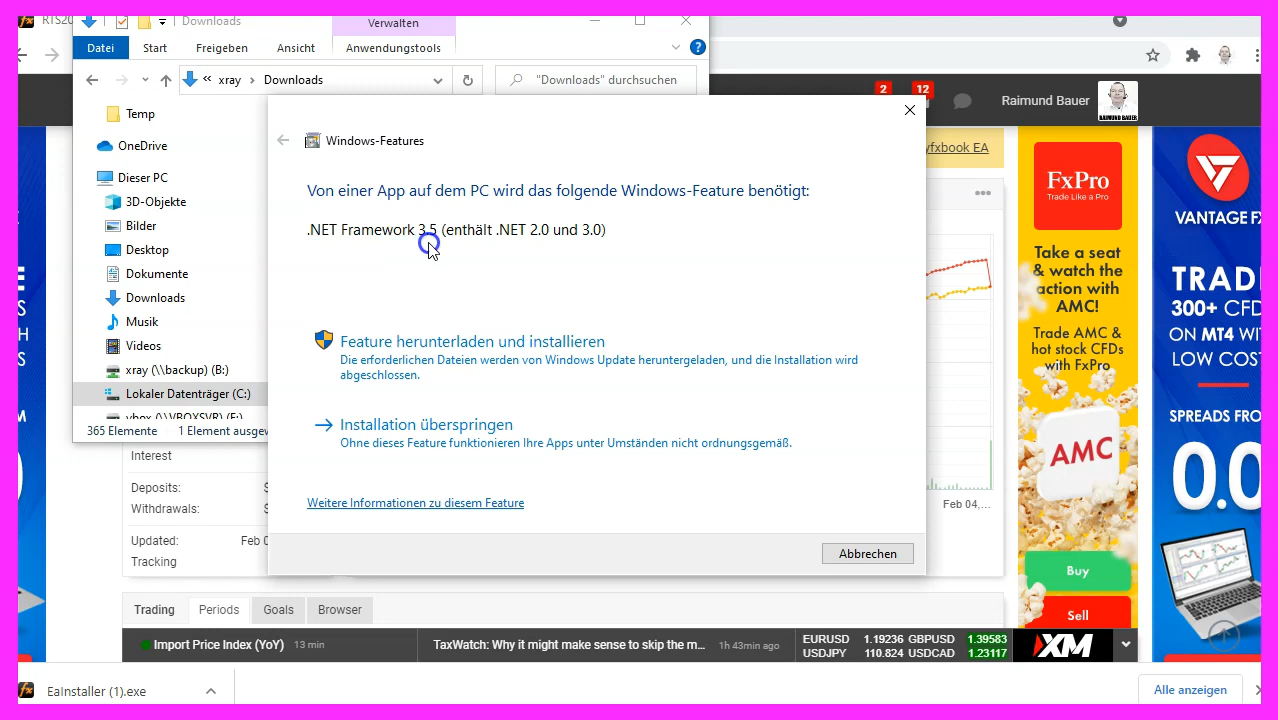 RTS20
Downloads
Verwalten
Datei
Start
Freigeben
Ansicht
Anwendungstools
xray
Downloads
"Downloads" durchsuchen
Temp
OneDrive
Dieser PC
3D-Objekte
Bilder
Desktop
Dokumente
Downloads
Musik
Videos
xray (\\backup) (B:)
Lokaler Datenträger (C:)
vbox (\\VBOXSVR) (E:)
365 Elemente
1 Element ausgew
Windows-Features
Von einer App auf dem PC wird das folgende Windows-Feature benötigt:
.NET Framework 3.5 (enthält .NET 2.0 und 3.0)
Feature herunterladen und installieren
Die erforderlichen Dateien werden von Windows Update heruntergeladen, und die Installation wird
abgeschlossen.
Installation überspringen
Ohne dieses Feature funktionieren Ihre Apps unter Umständen nicht ordnungsgemäß.
Weitere Informationen zu diesem Feature
Abbrechen
2
12
Raimund Bauer
RAIMUND BAUER
yfxbook EA
FxPro
Trade Like a Pro
Take a seat
& watch the
action with
AMC!
Trade AMC &
hot stock CFDs
with FxPro
AMC
Buy
Sell
VANTAGE FX
TRADE
300+ CFD
ON MT4 WI
LOW COS
SPREADS FRO
0.0
Feb 04,...
Interest
Deposits:
Withdrawals:
Updated:
Feb 0
Tracking
Trading
Periods
Goals
Browser
Import Price Index (YoY)
13 min
TaxWatch: Why it might make sense to skip the m...
1h 43min ago
EURUSD 1.19236 GBPUSD 1.39583
USDJPY 110.824 USDCAD 1.23117
XM
EaInstaller (1).exe
Alle anzeigen